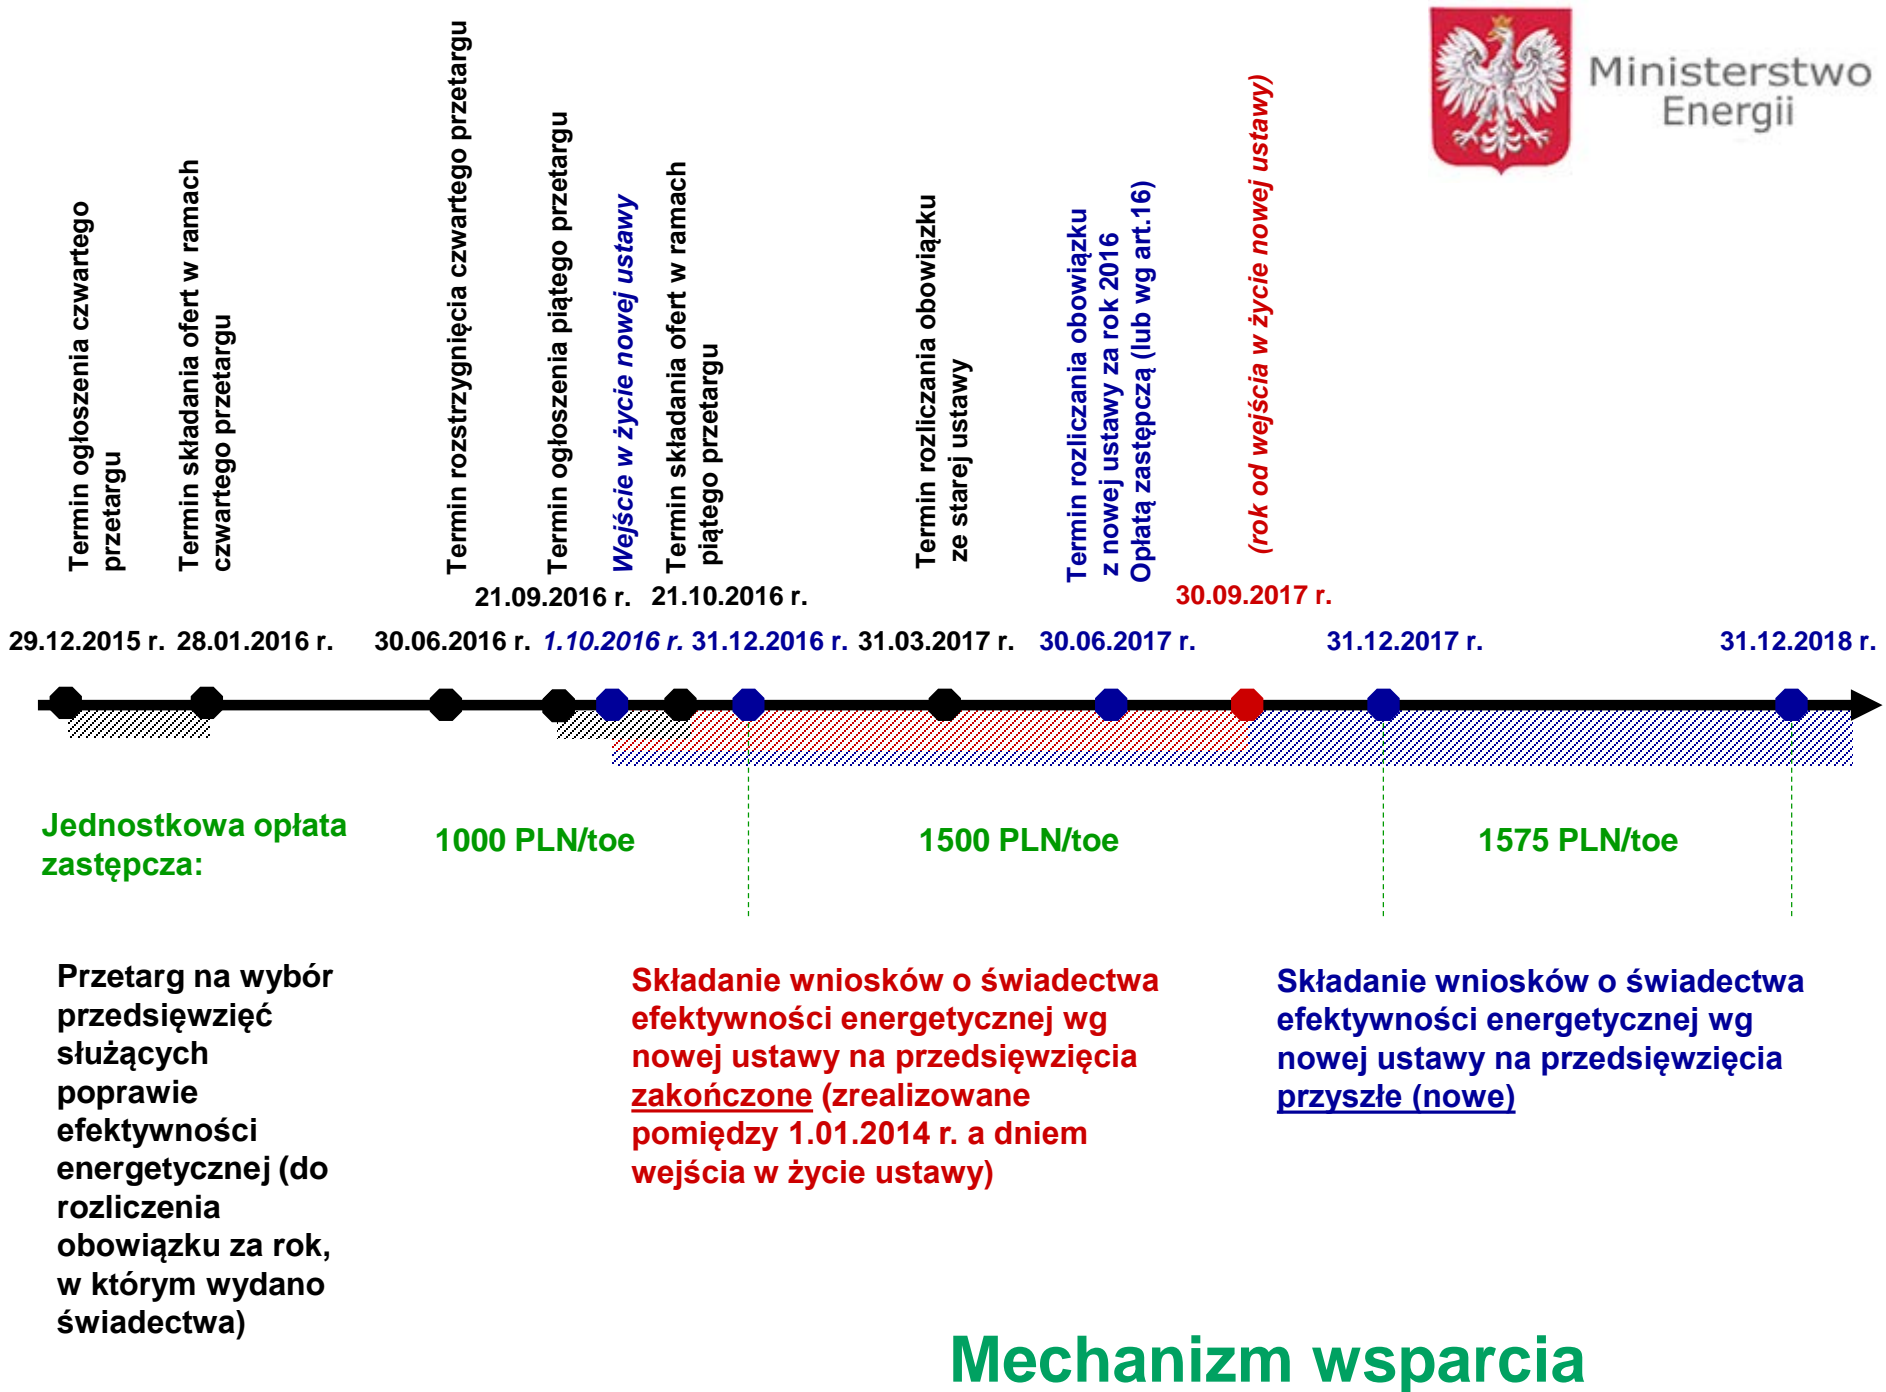 Ministerstwo
Energii
Termin ogłoszenia czwartego
przetargu
Termin składania ofert w ramach
czwartego przetargu
Termin rozstrzygnięcia czwartego przetargu
Termin ogłoszenia piątego przetargu
Wejście w życie nowej ustawy
Termin składania ofert w ramach
piątego przetargu
Termin rozliczania obowiązku
ze starej ustawy
Termin rozliczania obowiązku
z nowej ustawy za rok 2016
Opłatą zastępczą (lub wg art.16)
(rok od wejścia w życie nowej ustawy)
21.09.2016 r. 21.10.2016 r. 30.09.2017 r.
29.12.2015 r. 28.01.2016 r. 30.06.2016 r. 1.10.2016 r. 31.12.2016 r. 31.03.2017 r. 30.06.2017 r. 31.12.2017 r. 31.12.2018 r.
Jednostkowa opłata
zastępcza:
1000 PLN/toe 1500 PLN/toe 1575 PLN/toe
Przetarg na wybór
przedsięwzięć
służących
poprawie
efektywności
energetycznej (do
rozliczenia
obowiązku za rok,
w którym wydano
świadectwa)
Składanie wniosków o świadectwa
efektywności energetycznej wg
nowej ustawy na przedsięwzięcia
zakończone (zrealizowane
pomiędzy 1.01.2014 r. a dniem
wejścia w życie ustawy)
Składanie wniosków o świadectwa
efektywności energetycznej wg
nowej ustawy na przedsięwzięcia
przyszłe (nowe)
Mechanizm wsparcia